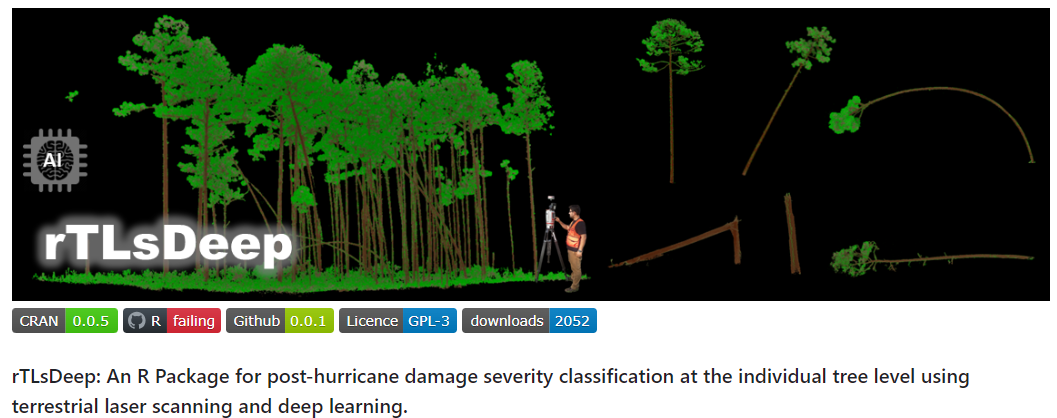 AI
rTLsDeep
CRAN 0.0.5 R failing Github 0.0.1 Licence GPL-3 downloads 2052
rTLsDeep: An R Package for post-hurricane damage severity classification at the individual tree level using
terrestrial laser scanning and deep learning.